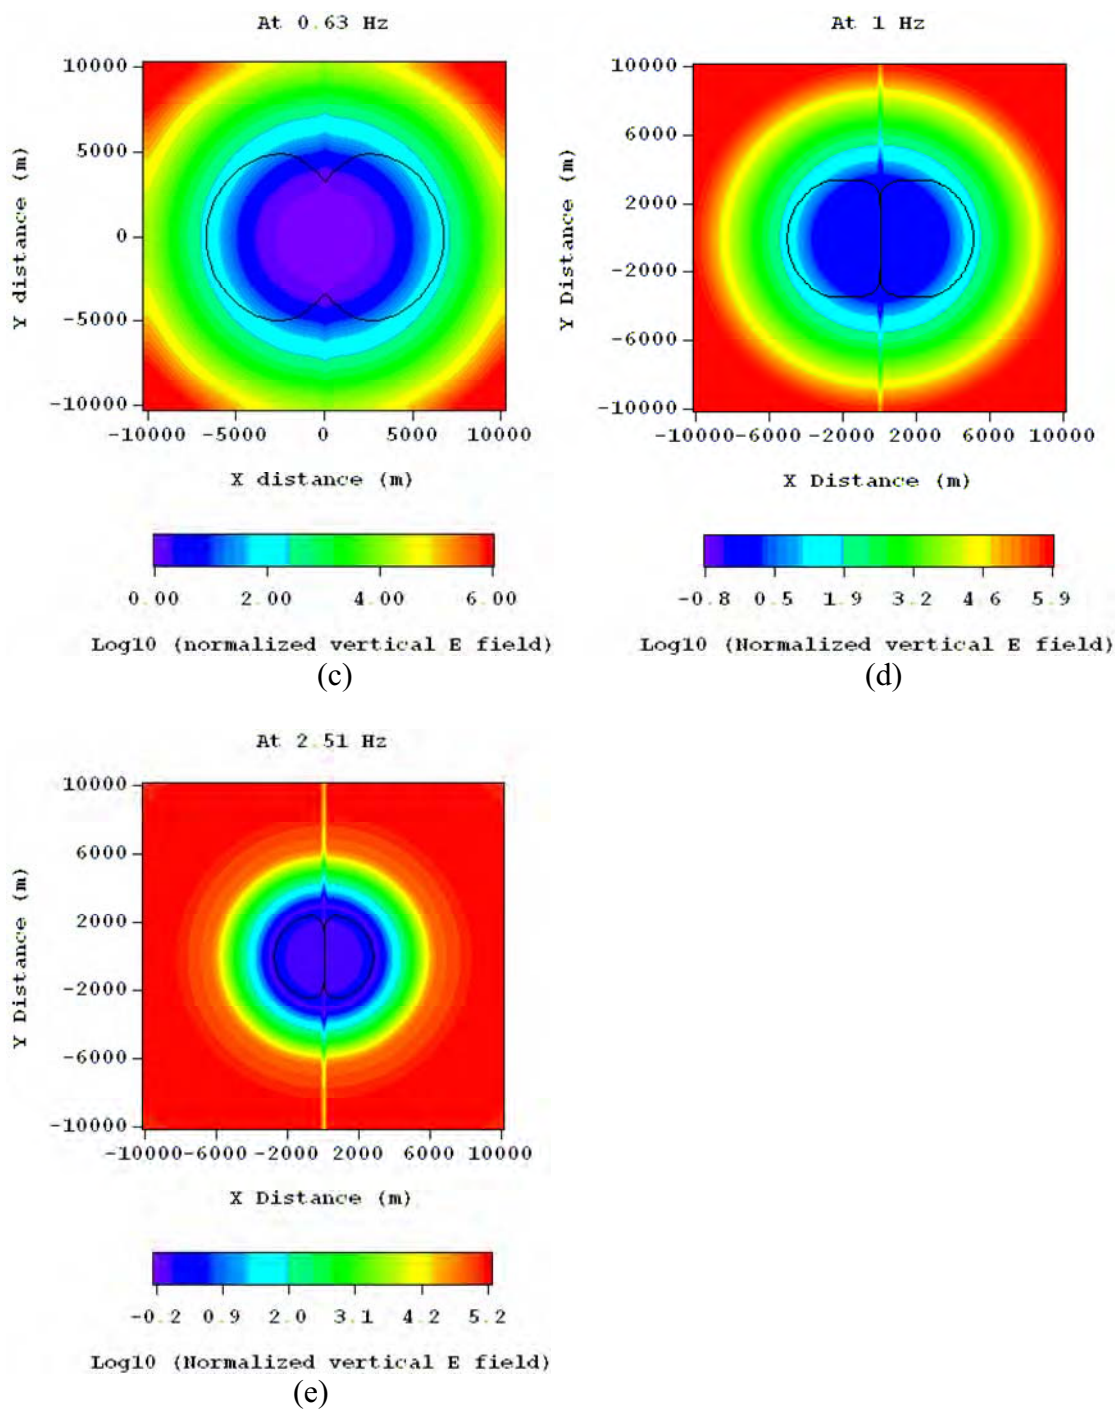 At 0.63 Hz
10000
5000
0
-5000
-10000
Y distance (m)
-10000 -5000 0 5000 10000
X distance (m)
0.00 2.00 4.00 6.00
Log10 (normalized vertical E field)
(c)
At 1 Hz
10000
6000
2000
-2000
-6000
-10000
Y Distance (m)
-10000 -6000 -2000 2000 6000 10000
X Distance (m)
-0.8 0.5 1.9 3.2 4.6 5.9
Log10 (Normalized vertical E field)
(d)
At 2.51 Hz
10000
6000
2000
-2000
-6000
-10000
Y Distance (m)
-10000 -6000 -2000 2000 6000 10000
X Distance (m)
-0.2 0.9 2.0 3.1 4.2 5.2
Log10 (Normalized vertical E field)
(e)